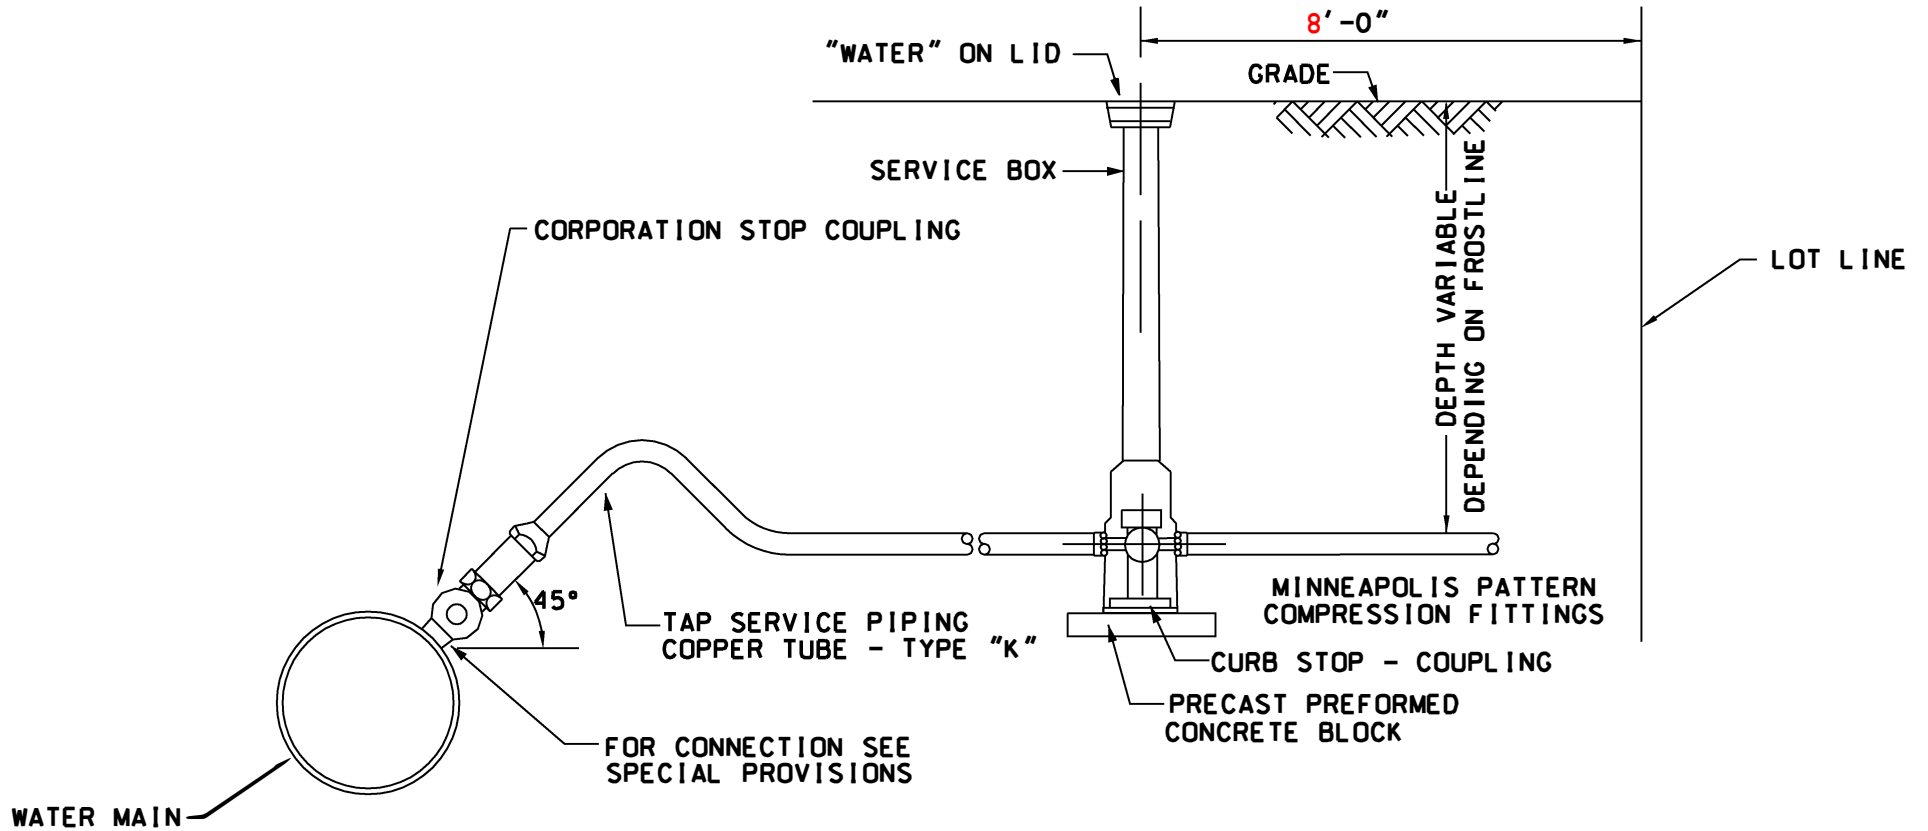 8'-0"
"WATER" ON LID
GRADE
SERVICE BOX
CORPORATION STOP COUPLING
DEPTH VARIABLE
DEPENDING ON FROSTLINE
LOT LINE
45°
TAP SERVICE PIPING
COPPER TUBE - TYPE "K"
MINNEAPOLIS PATTERN
COMPRESSION FITTINGS
CURB STOP - COUPLING
PRECAST PREFORMED
CONCRETE BLOCK
FOR CONNECTION SEE
SPECIAL PROVISIONS
WATER MAIN